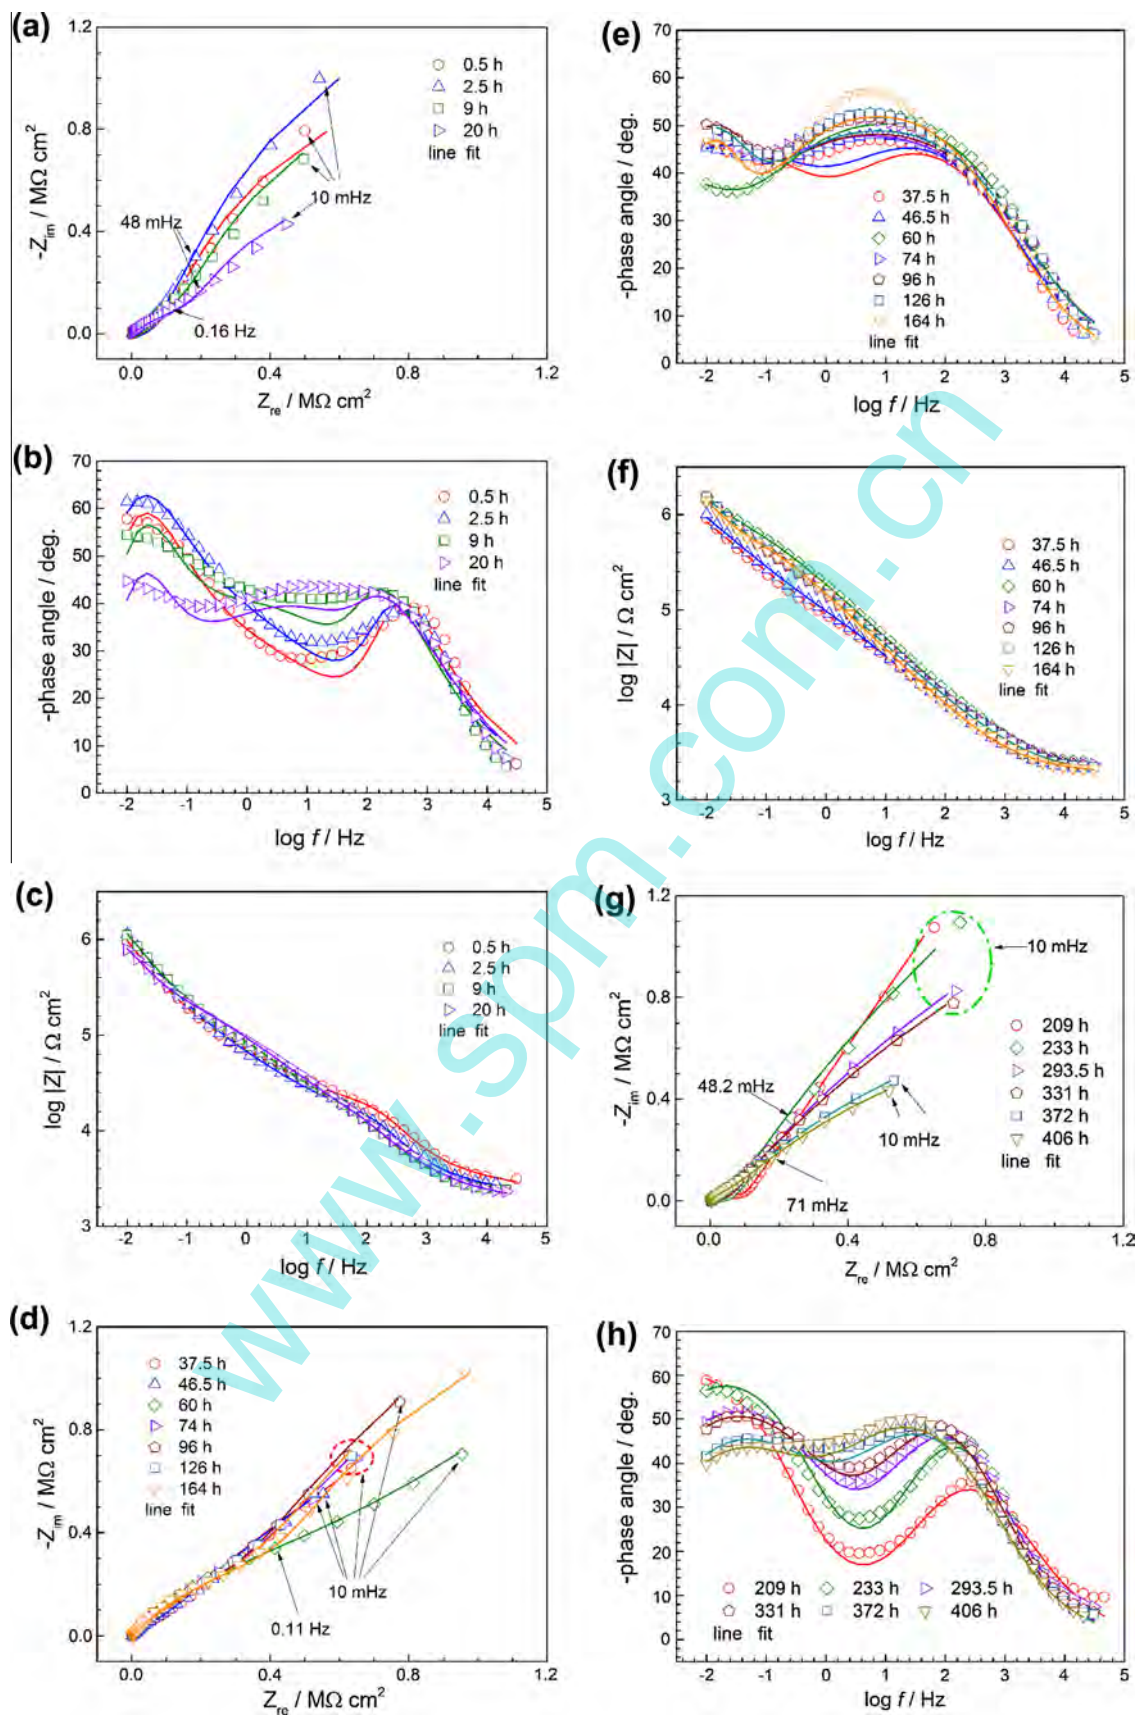 (a)
1.2
0.8
0.4
0.0
-Zim / MΩ cm²
0.0 0.4 0.8 1.2
Zre / MΩ cm²
0.5 h
2.5 h
9 h
20 h
line fit
10 mHz
48 mHz
0.16 Hz
(b)
70
60
50
40
30
20
10
0
-phase angle / deg.
-2 -1 0 1 2 3 4 5
log f / Hz
0.5 h
2.5 h
9 h
20 h
line fit
(c)
6
5
4
3
log |Z| / Ω cm²
-2 -1 0 1 2 3 4 5
log f / Hz
0.5 h
2.5 h
9 h
20 h
line fit
(d)
1.2
0.8
0.4
0.0
-Zim / MΩ cm²
0.0 0.4 0.8 1.2
Zre / MΩ cm²
37.5 h
46.5 h
60 h
74 h
96 h
126 h
164 h
line fit
10 mHz
0.11 Hz
(e)
70
60
50
40
30
20
10
0
-phase angle / deg.
-2 -1 0 1 2 3 4 5
log f / Hz
37.5 h
46.5 h
60 h
74 h
96 h
126 h
164 h
line fit
(f)
6
5
4
3
log |Z| / Ω cm²
-2 -1 0 1 2 3 4 5
log f / Hz
37.5 h
46.5 h
60 h
74 h
96 h
126 h
164 h
line fit
(g)
1.2
0.8
0.4
0.0
-Zim / MΩ cm²
0.0 0.4 0.8 1.2
Zre / MΩ cm²
10 mHz
209 h
233 h
293.5 h
331 h
372 h
406 h
line fit
48.2 mHz
10 mHz
71 mHz
(h)
70
60
50
40
30
20
10
0
-phase angle / deg.
-2 -1 0 1 2 3 4 5
log f / Hz
209 h 233 h 293.5 h
331 h 372 h 406 h
line fit
www.spm.com.cn